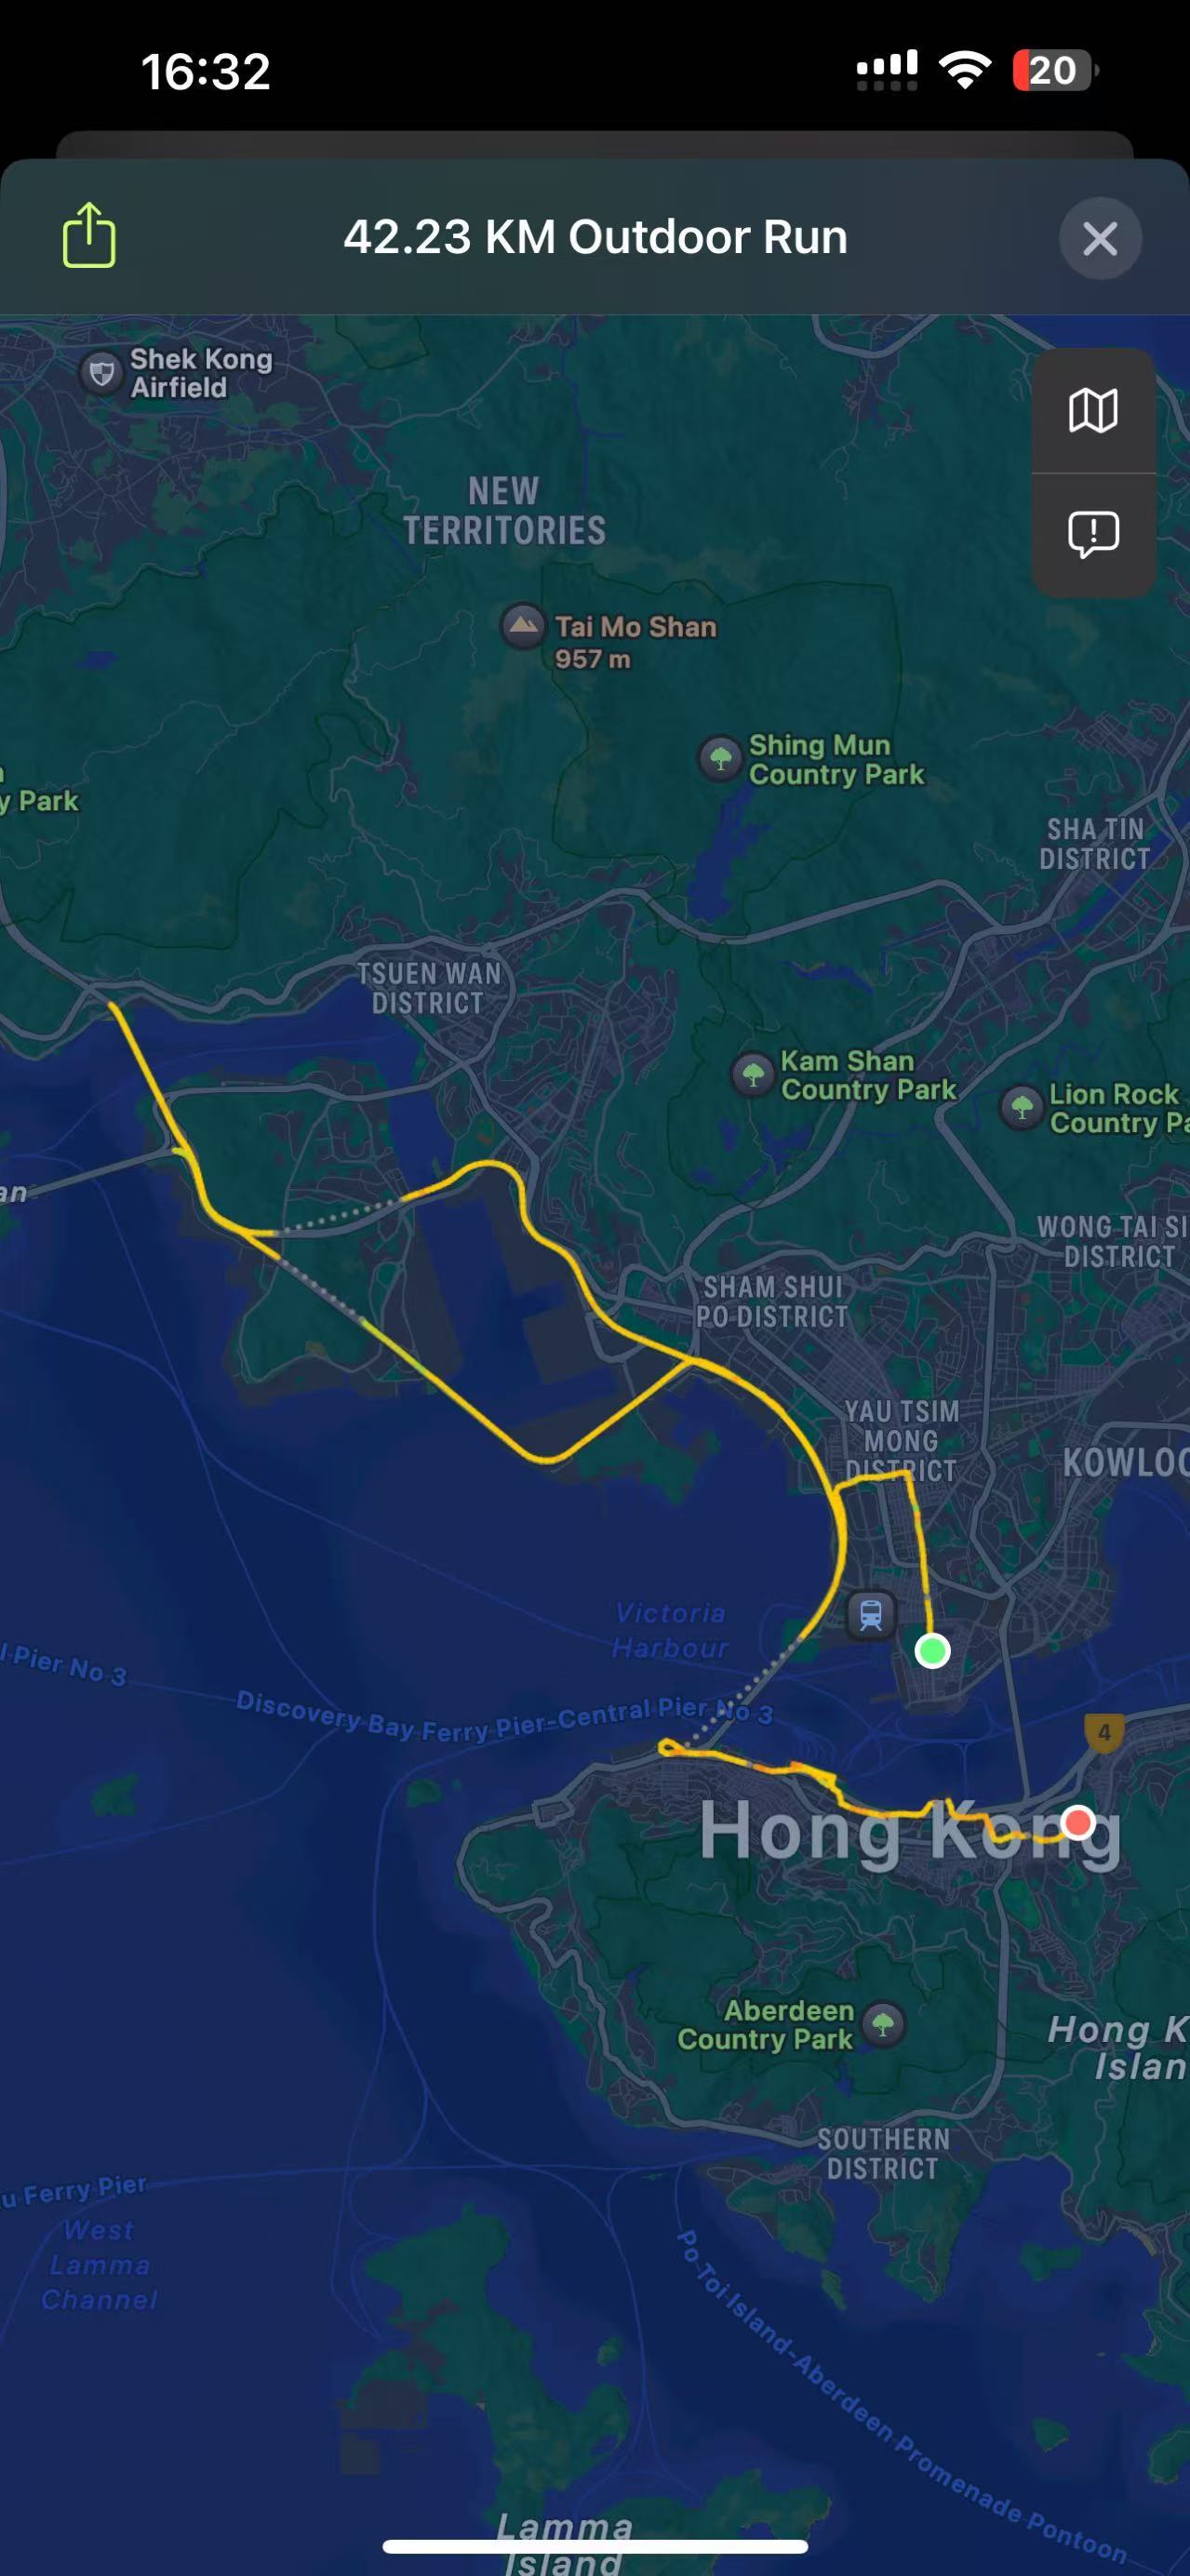 16:32
20
42.23 KM Outdoor Run
Shek Kong
Airfield
NEW
TERRITORIES
Tai Mo Shan
957 m
Shing Mun
Country Park
y Park
SHA TIN
DISTRICT
TSUEN WAN
DISTRICT
Kam Shan
Country Park
Lion Rock
Country Pa
an
WONG TAI SI
DISTRICT
SHAM SHUI
PO DISTRICT
YAU TSIM
MONG
DISTRICT
KOWLOO
Victoria
Harbour
l Pier No 3
Discovery Bay Ferry Pier-Central Pier No 3
4
Hong Kong
Aberdeen
Country Park
Hong K
Islan
SOUTHERN
DISTRICT
u Ferry Pier
West
Lamma
Channel
Po Toi Island-Aberdeen Promenade Pontoon
Lamma
Island